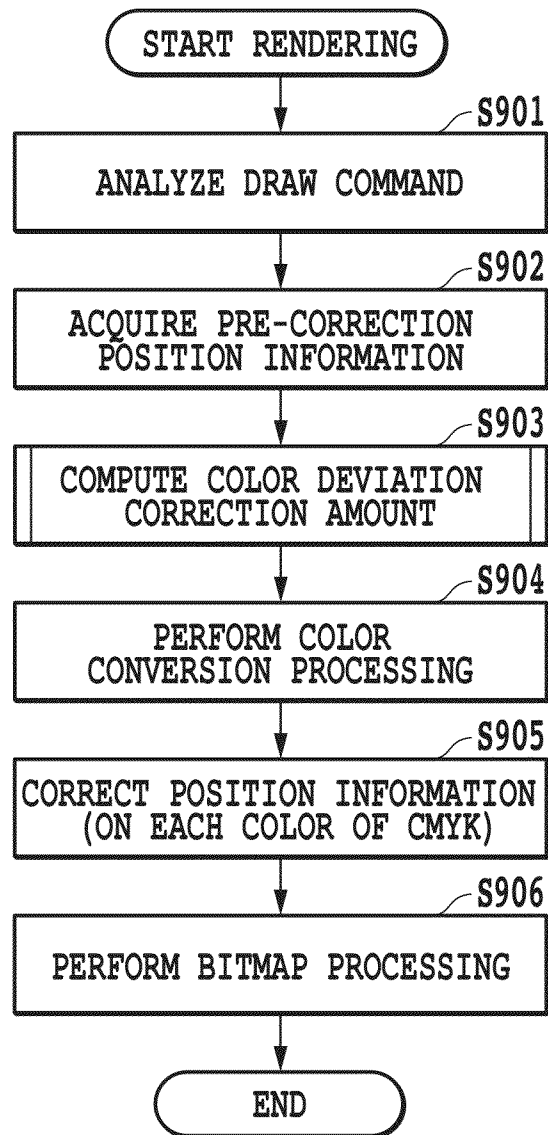 START RENDERING
S901
ANALYZE DRAW COMMAND
S902
ACQUIRE PRE-CORRECTION
POSITION INFORMATION
S903
COMPUTE COLOR DEVIATION
CORRECTION AMOUNT
S904
PERFORM COLOR
CONVERSION PROCESSING
S905
CORRECT POSITION INFORMATION
(ON EACH COLOR OF CMYK)
S906
PERFORM BITMAP PROCESSING
END